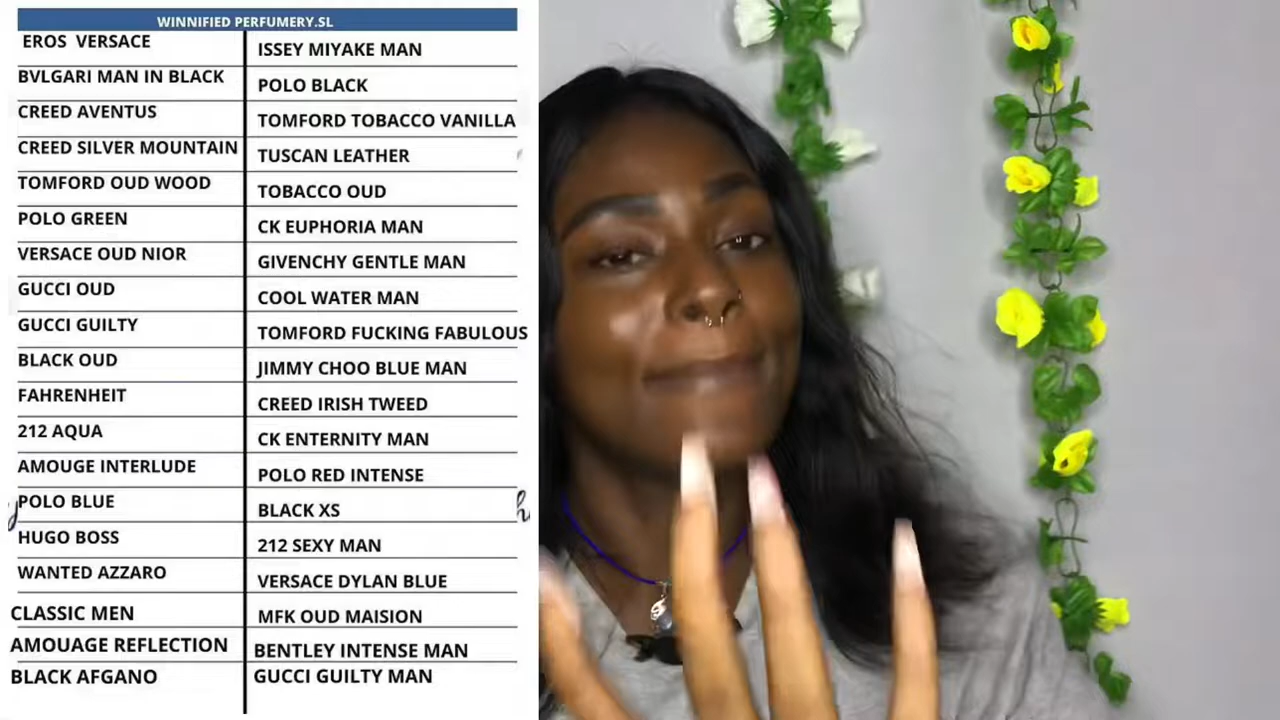 WINNIFIED PERFUMERY.SL
EROS VERSACE
ISSEY MIYAKE MAN
BVLGARI MAN IN BLACK
POLO BLACK
CREED AVENTUS
TOMFORD TOBACCO VANILLA
CREED SILVER MOUNTAIN
TUSCAN LEATHER
TOMFORD OUD WOOD
TOBACCO OUD
POLO GREEN
CK EUPHORIA MAN
VERSACE OUD NIOR
GIVENCHY GENTLE MAN
GUCCI OUD
COOL WATER MAN
GUCCI GUILTY
TOMFORD FUCKING FABULOUS
BLACK OUD
JIMMY CHOO BLUE MAN
FAHRENHEIT
CREED IRISH TWEED
212 AQUA
CK ENTERNITY MAN
AMOUGE INTERLUDE
POLO RED INTENSE
POLO BLUE
BLACK XS
HUGO BOSS
212 SEXY MAN
WANTED AZZARO
VERSACE DYLAN BLUE
CLASSIC MEN
MFK OUD MAISION
AMOUAGE REFLECTION
BENTLEY INTENSE MAN
BLACK AFGANO
GUCCI GUILTY MAN